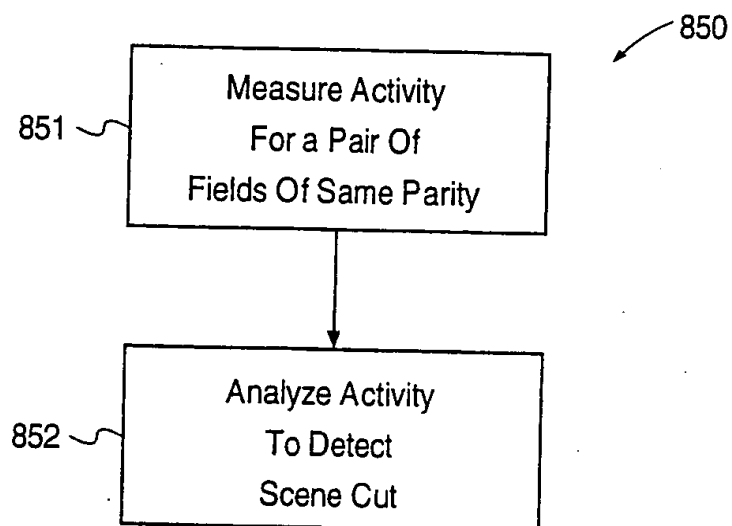 850
851
Measure Activity
For a Pair Of
Fields Of Same Parity
852
Analyze Activity
To Detect
Scene Cut